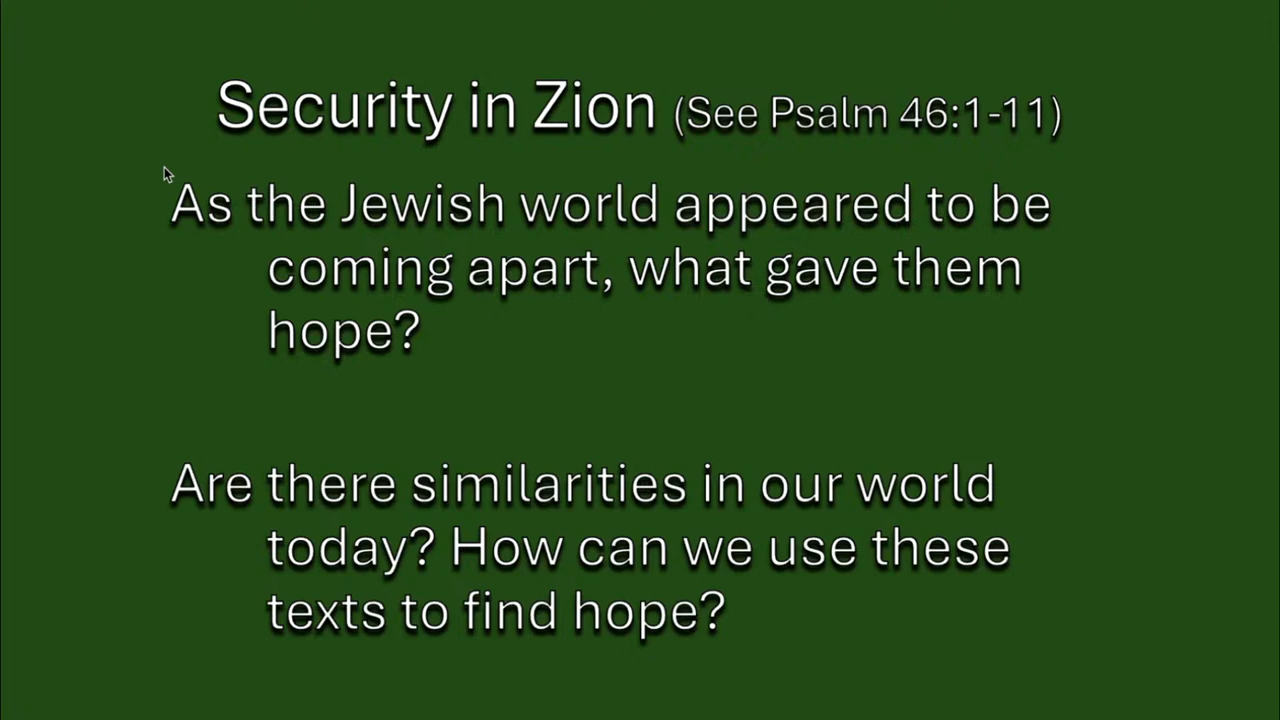 Security in Zion (See Psalm 46:1-11)
As the Jewish world appeared to be
coming apart, what gave them
hope?
Are there similarities in our world
today? How can we use these
texts to find hope?